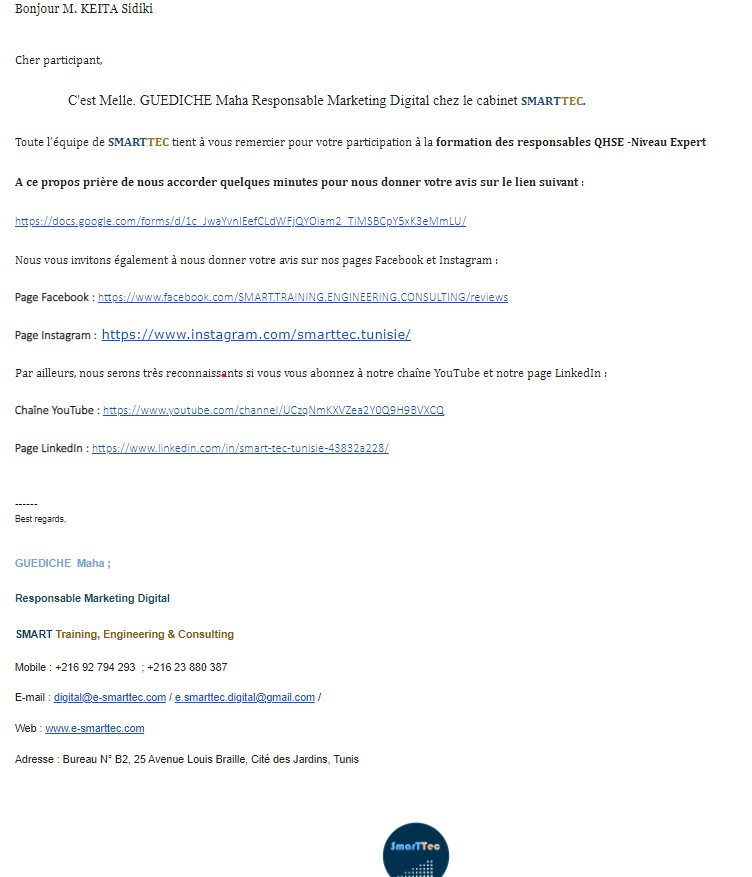 Bonjour M. KEITA Sidiki
Cher participant,
C'est Melle. GUEDICHE Maha Responsable Marketing Digital chez le cabinet SMARTTEC.
Toute l'équipe de SMARTTEC tient à vous remercier pour votre participation à la formation des responsables QHSE -Niveau Expert
A ce propos prière de nous accorder quelques minutes pour nous donner votre avis sur le lien suivant :
https://docs.google.com/forms/d/1c_JwaYvnIEefCLdWFjQYOiam2_TiMSBCpY5xK3eMmLU/
Nous vous invitons également à nous donner votre avis sur nos pages Facebook et Instagram :
Page Facebook : https://www.facebook.com/SMART.TRAINING.ENGINEERING.CONSULTING/reviews
Page Instagram : https://www.instagram.com/smarttec.tunisie/
Par ailleurs, nous serons très reconnaissants si vous vous abonnez à notre chaîne YouTube et notre page LinkedIn :
Chaîne YouTube : https://www.youtube.com/channel/UCzqNmKXVZea2Y0Q9H9BVXCQ
Page LinkedIn : https://www.linkedin.com/in/smart-tec-tunisie-43832a228/
------
Best regards,
GUEDICHE Maha ;
Responsable Marketing Digital
SMART Training, Engineering & Consulting
Mobile : +216 92 794 293 ; +216 23 880 387
E-mail : digital@e-smarttec.com / e.smarttec.digital@gmail.com /
Web : www.e-smarttec.com
Adresse : Bureau N° B2, 25 Avenue Louis Braille, Cité des Jardins, Tunis
SmarTTec